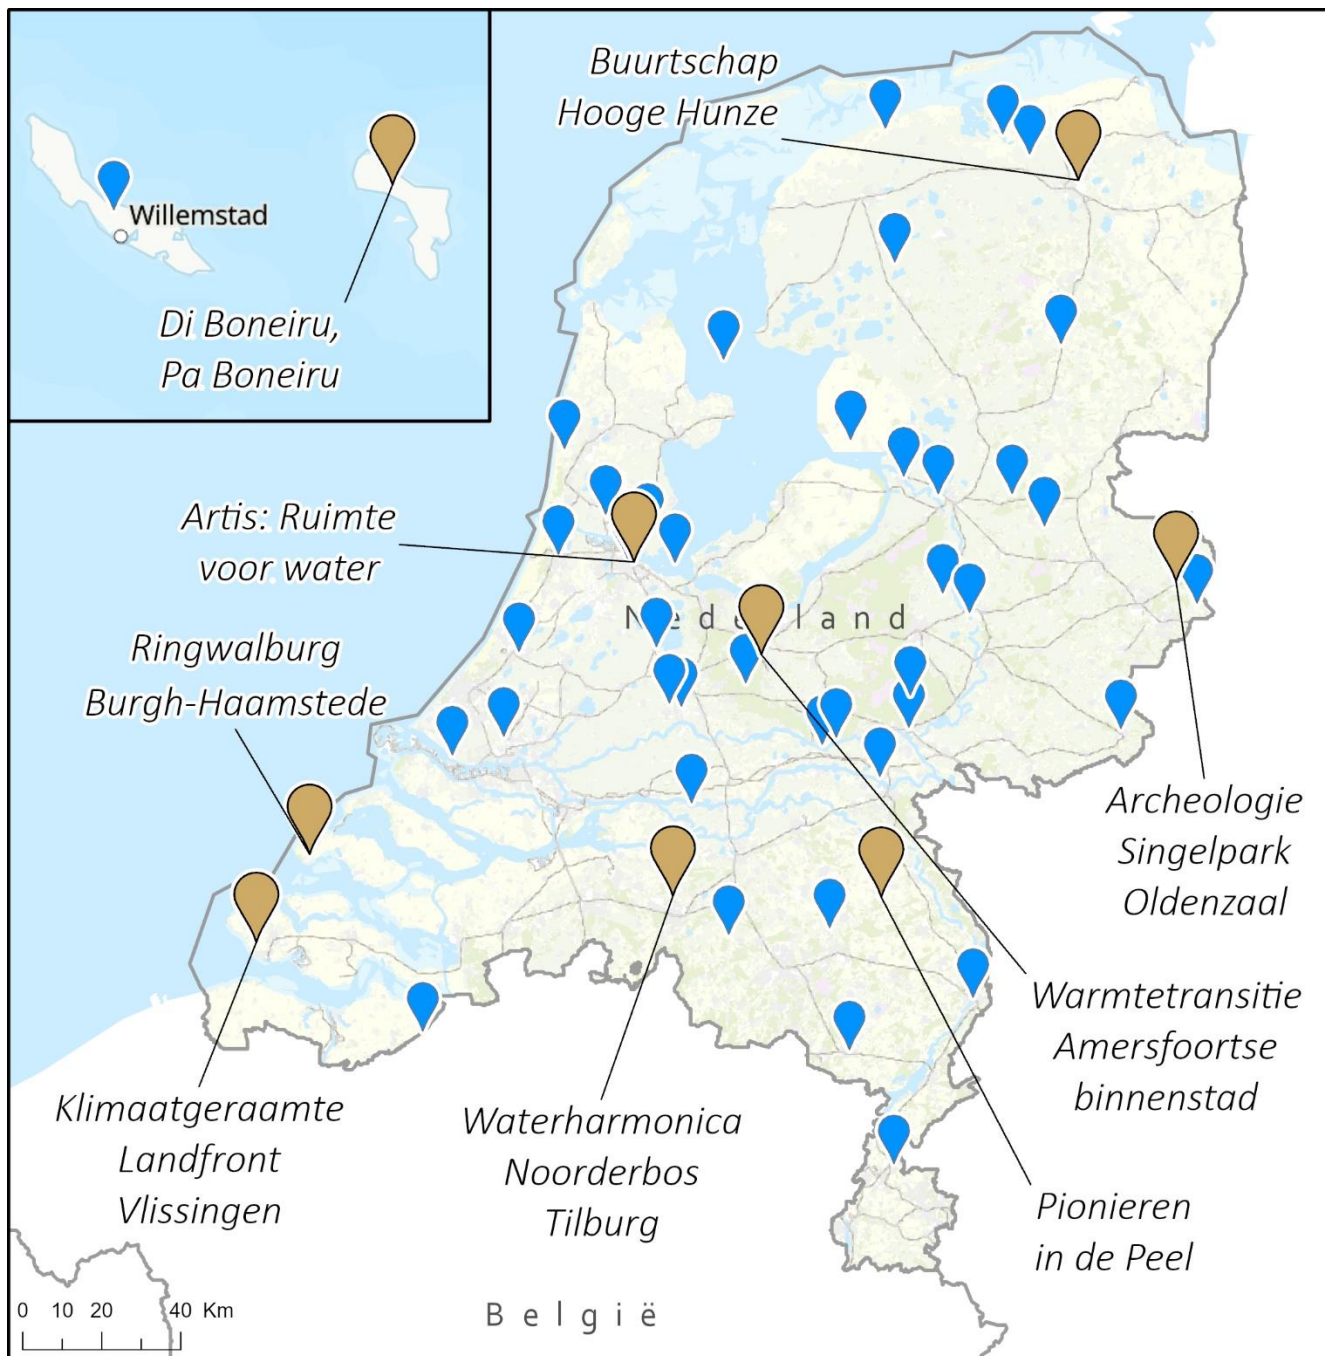 Buurtschap
Hooge Hunze
Willemstad
Di Boneiru,
Pa Boneiru
Artis: Ruimte
voor water
Nederland
Ringwalburg
Burgh-Haamstede
Archeologie
Singelpark
Oldenzaal
Warmtetransitie
Amersfoortse
binnenstad
Klimaatgeraamte
Landfront
Vlissingen
Waterharmonica
Noorderbos
Tilburg
Pionieren
in de Peel
België
0 10 20 40 Km